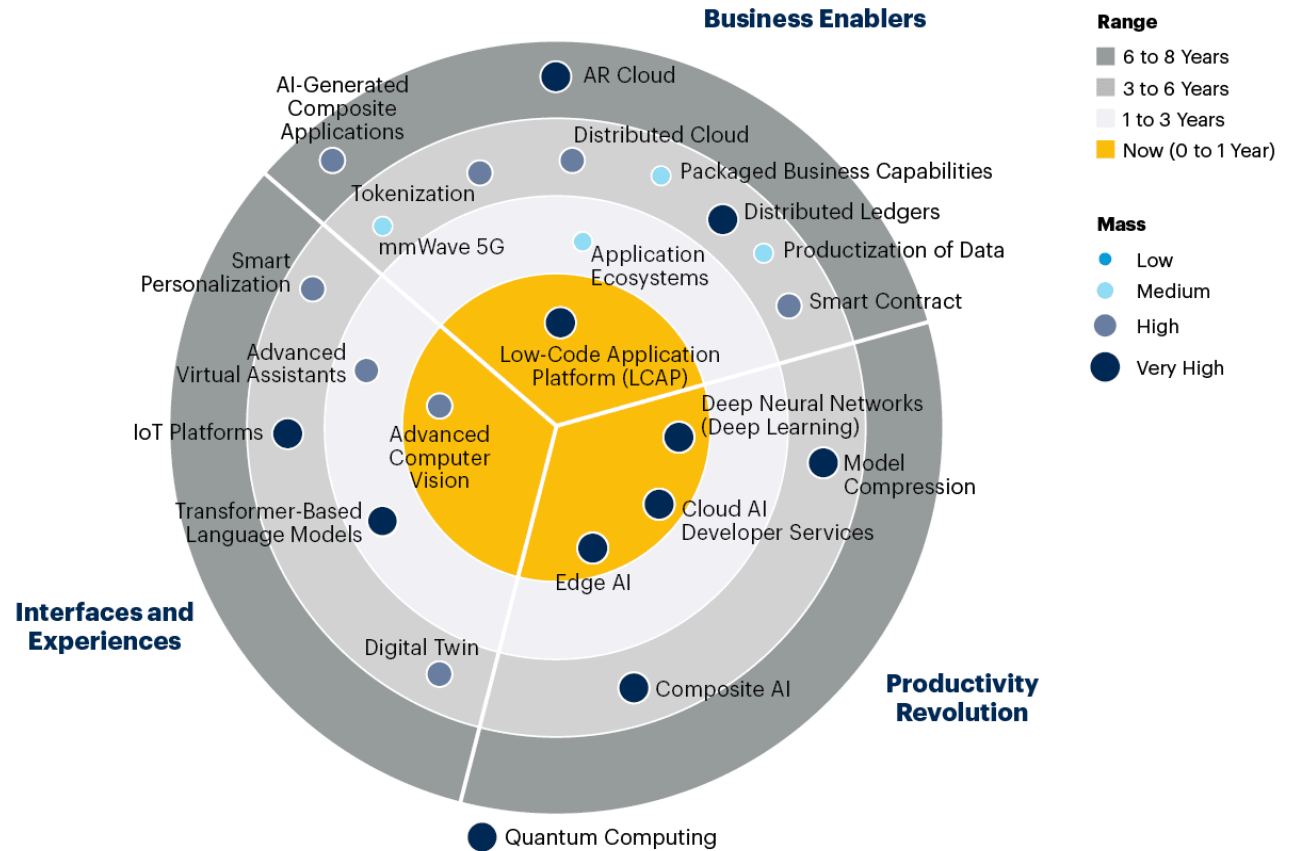 Business Enablers
Range
6 to 8 Years
3 to 6 Years
1 to 3 Years
Now (0 to 1 Year)
Mass
Low
Medium
High
Very High
AR Cloud
AI-Generated
Composite
Applications
Distributed Cloud
Tokenization
Packaged Business Capabilities
Distributed Ledgers
mmWave 5G
Application
Ecosystems
Productization of Data
Smart
Personalization
Smart Contract
Low-Code Application
Platform (LCAP)
Advanced
Virtual Assistants
Deep Neural Networks
(Deep Learning)
IoT Platforms
Advanced
Computer
Vision
Model
Compression
Transformer-Based
Language Models
Cloud AI
Developer Services
Edge AI
Interfaces and
Experiences
Digital Twin
Composite AI
Productivity
Revolution
Quantum Computing